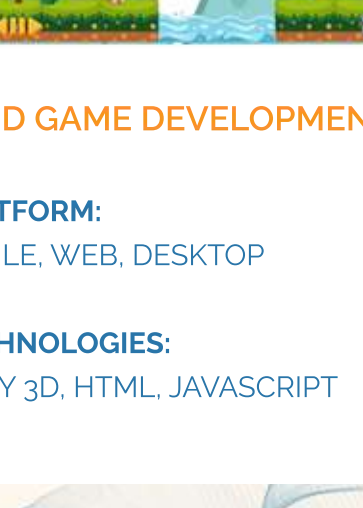 D GAME DEVELOPMEN
TFORM:
LE, WEB, DESKTOP
HNOLOGIES:
Y 3D, HTML, JAVASCRIPT